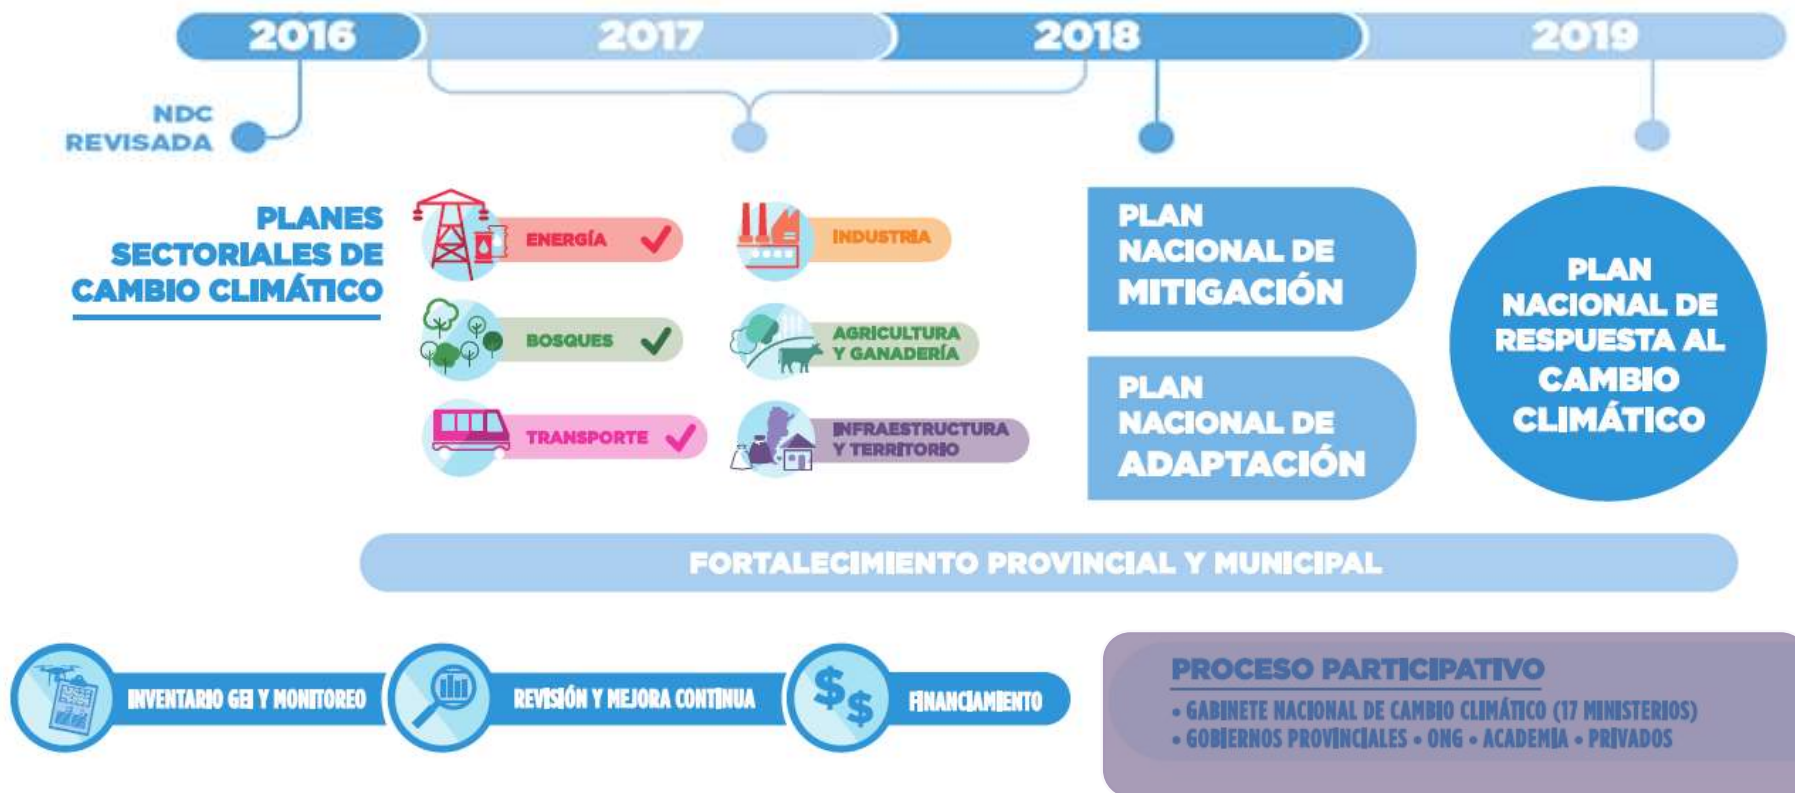 2016
2017
2018
2019
NDC
REVISADA
PLANES
SECTORIALES DE
CAMBIO CLIMÁTICO
ENERGÍA
BOSQUES
TRANSPORTE
INDUSTRIA
AGRICULTURA
Y GANADERÍA
INFRAESTRUCTURA
Y TERRITORIO
PLAN
NACIONAL DE
MITIGACIÓN
PLAN
NACIONAL DE
ADAPTACIÓN
PLAN
NACIONAL DE
RESPUESTA AL
CAMBIO
CLIMÁTICO
FORTALECIMIENTO PROVINCIAL Y MUNICIPAL
INVENTARIO GEI Y MONITOREO
REVISIÓN Y MEJORA CONTINUA
$$
FINANCIAMIENTO
PROCESO PARTICIPATIVO
• GABINETE NACIONAL DE CAMBIO CLIMÁTICO (17 MINISTERIOS)
• GOBIERNOS PROVINCIALES • ONG • ACADEMIA • PRIVADOS